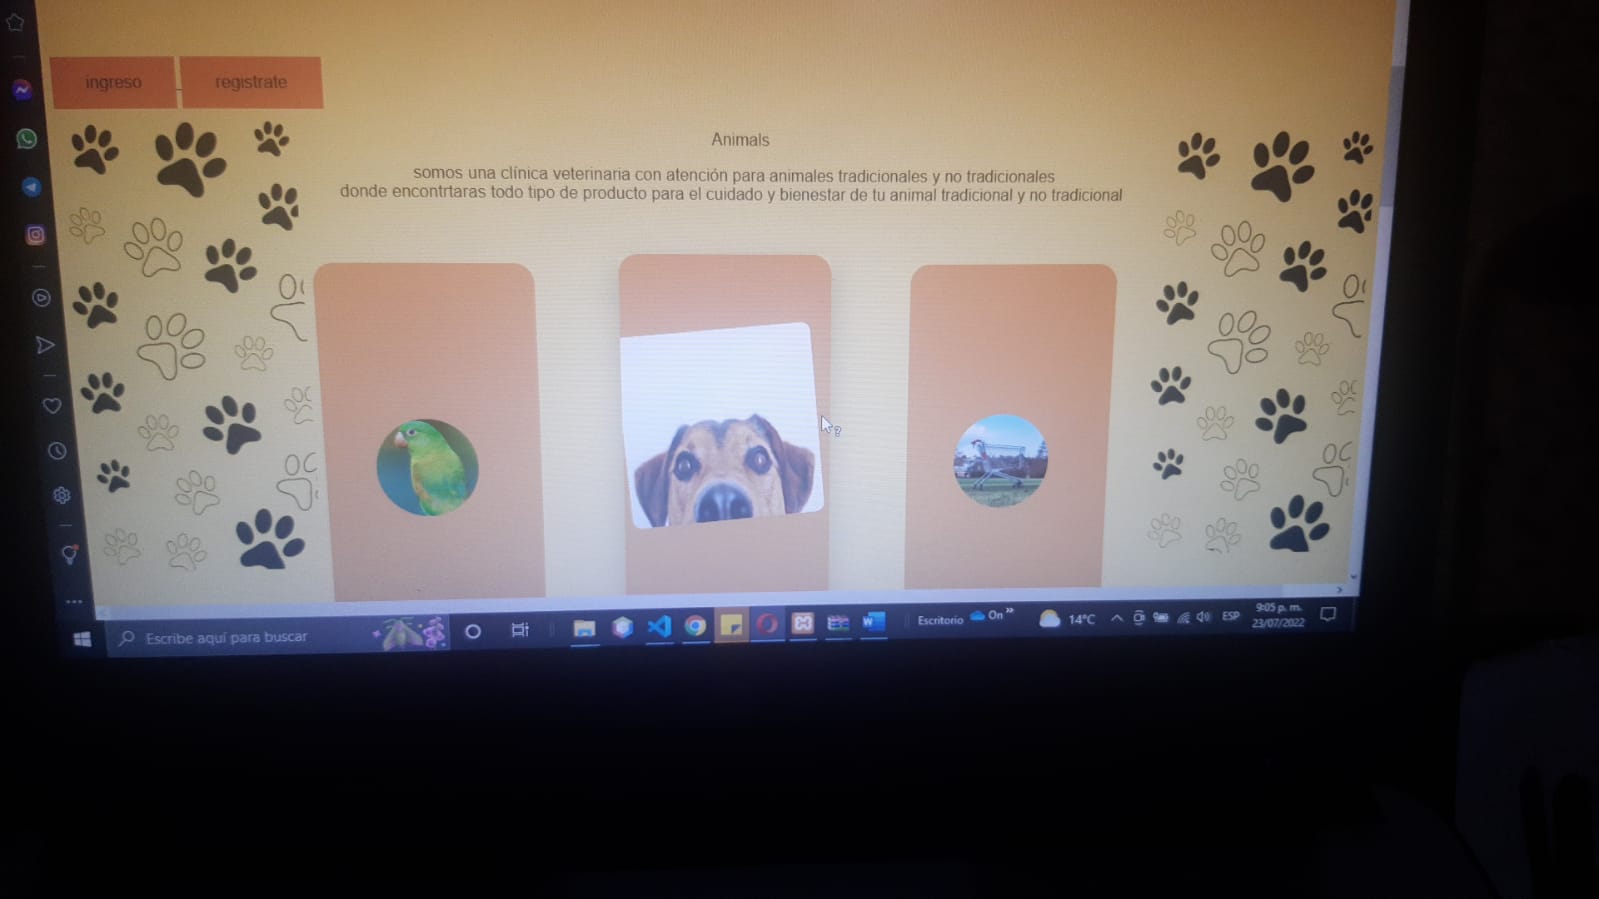 ingreso
registrate
Animals
somos una clínica veterinaria con atención para animales tradicionales y no tradicionales
donde encontrtaras todo tipo de producto para el cuidado y bienestar de tu animal tradicional y no tradicional
Escribe aquí para buscar
Escritorio
On
14°C
ESP
9:05 p. m.
23/07/2022